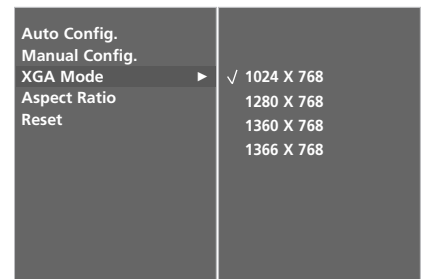 Auto Config.
Manual Config.
XGA Mode ►
Aspect Ratio
Reset
√ 1024 X 768
1280 X 768
1360 X 768
1366 X 768